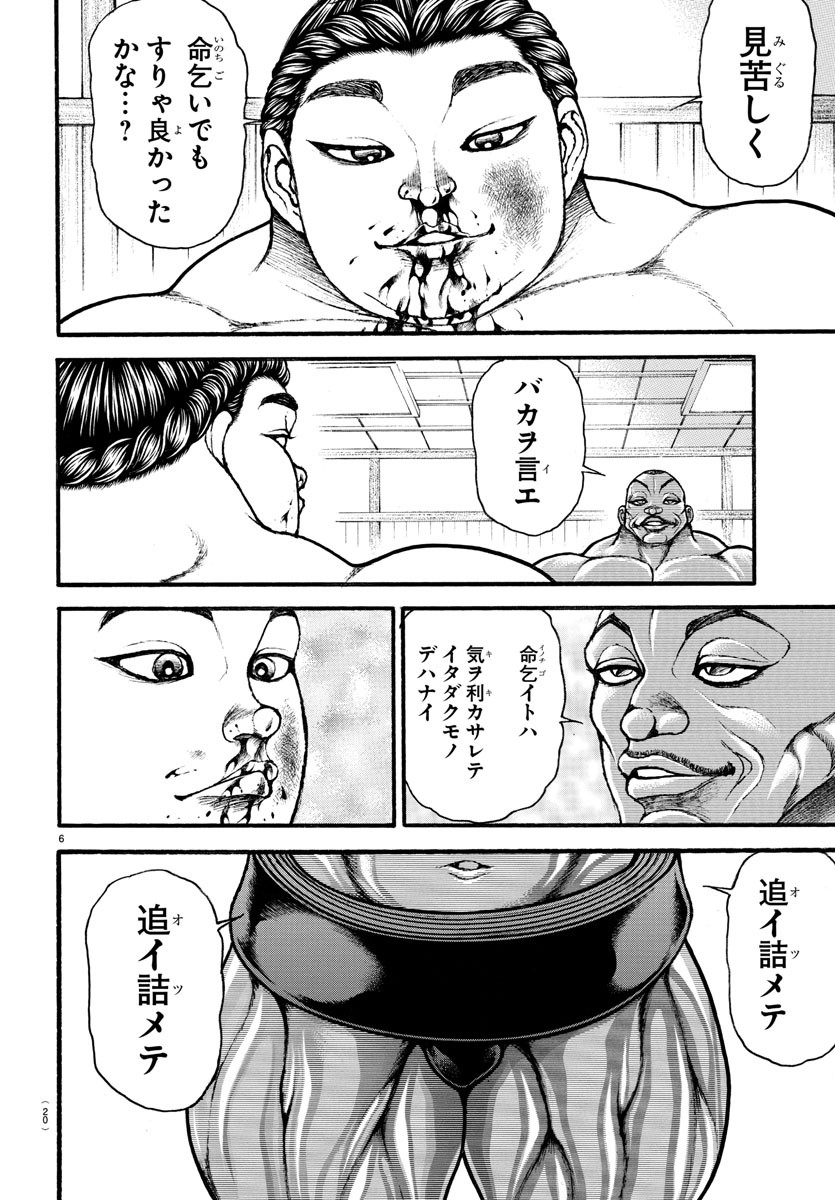 見苦しく
命乞いでも
すりゃ良かった
かな…?
バカヲ言エ
命乞イトハ
気ヲ利カサレテ
イタダクモノ
デハナイ
追イ詰メテ
追イ詰メテ
6
(20)